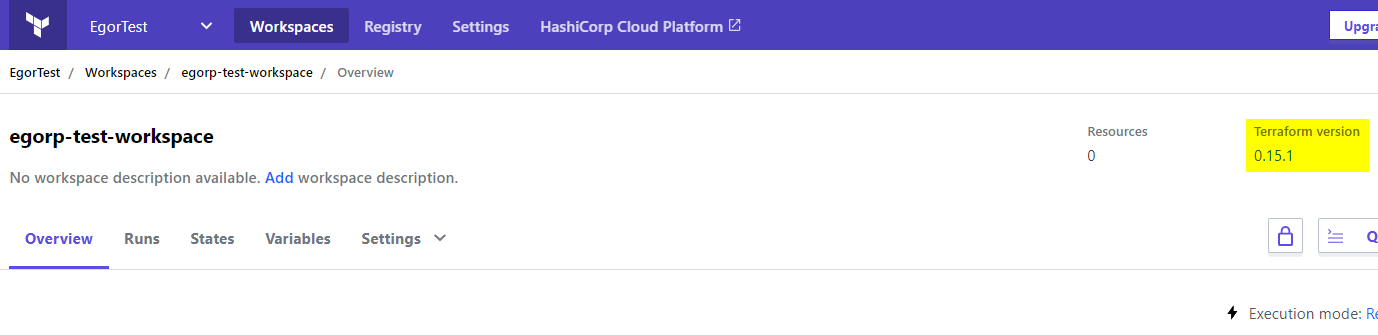 EgorTest Workspaces Registry Settings HashiCorp Cloud Platform Upgra
EgorTest / Workspaces / egorp-test-workspace / Overview
egorp-test-workspace
Resources Terraform version
0 0.15.1
No workspace description available. Add workspace description.
Overview Runs States Variables Settings Q
Execution mode: Re